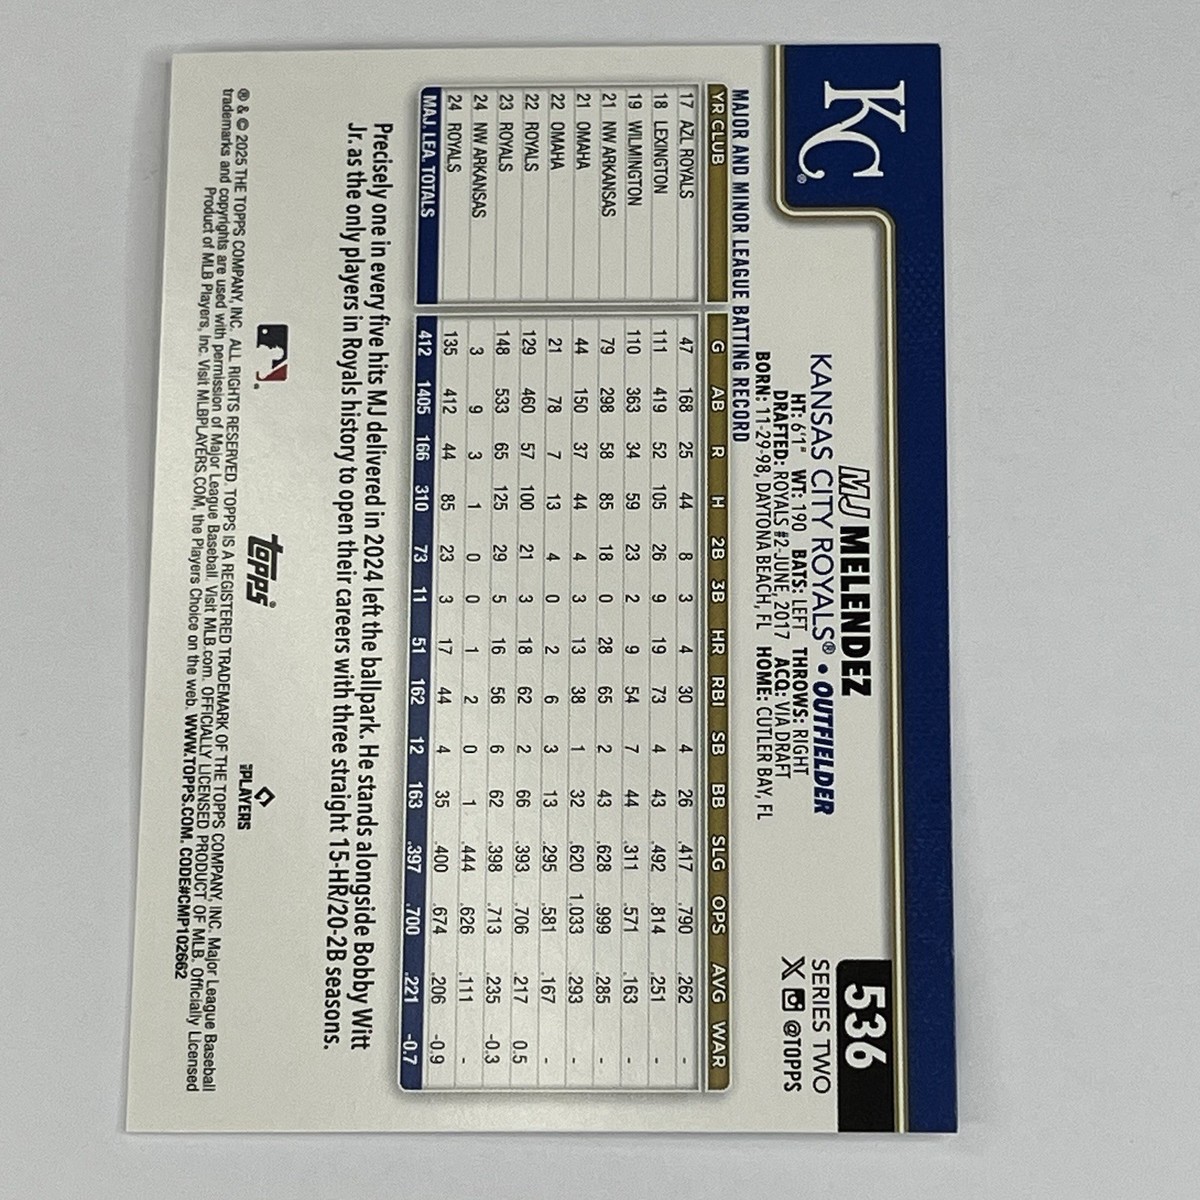 KC®
536
SERIES TWO
X @TOPPS
MJ MELENDEZ
KANSAS CITY ROYALS® • OUTFIELDER
HT: 6'1" WT: 190 BATS: LEFT THROWS: RIGHT
DRAFTED: ROYALS #2-JUNE, 2017 ACQ: VIA DRAFT
BORN: 11-29-98, DAYTONA BEACH, FL HOME: CUTLER BAY, FL
MAJOR AND MINOR LEAGUE BATTING RECORD
YR CLUB G AB R H 2B 3B HR RBI SB BB SLG OPS AVG WAR
17 AZL ROYALS 47 168 25 44 8 3 4 30 4 26 .417 .790 .262 -
18 LEXINGTON 111 419 52 105 26 9 19 73 4 43 .492 .814 .251 -
19 WILMINGTON 110 363 34 59 23 2 9 54 7 44 .311 .571 .163 -
21 NW ARKANSAS 79 298 58 85 18 0 28 65 2 43 .628 .999 .285 -
21 OMAHA 44 150 37 44 4 3 13 38 1 32 .620 1.033 .293 -
22 OMAHA 21 78 7 13 4 0 2 6 3 13 .295 .581 .167 -
22 ROYALS 129 460 57 100 21 3 18 62 2 66 .393 .706 .217 0.5
23 ROYALS 148 533 65 125 29 5 16 56 6 62 .398 .713 .235 -0.3
24 NW ARKANSAS 3 9 3 1 0 0 1 2 0 1 .444 .626 .111 -
24 ROYALS 135 412 44 85 23 3 17 44 4 35 .400 .674 .206 -0.9
MAJ. LEA. TOTALS 412 1405 166 310 73 11 51 162 12 163 .397 .700 .221 -0.7
Precisely one in every five hits MJ delivered in 2024 left the ballpark. He stands alongside Bobby Witt
Jr. as the only players in Royals history to open their careers with three straight 15-HR/20-2B seasons.
topps®
PLAYERS
® & © 2025 THE TOPPS COMPANY, INC. ALL RIGHTS RESERVED. TOPPS IS A REGISTERED TRADEMARK OF THE TOPPS COMPANY, INC. Major League Baseball
trademarks and copyrights are used with permission of Major League Baseball. Visit MLB.com. OFFICIALLY LICENSED PRODUCT OF MLB. Officially Licensed
Product of MLB Players, Inc. Visit MLBPLAYERS.COM, the Players Choice on the web. WWW.TOPPS.COM. CODE#CMP102662